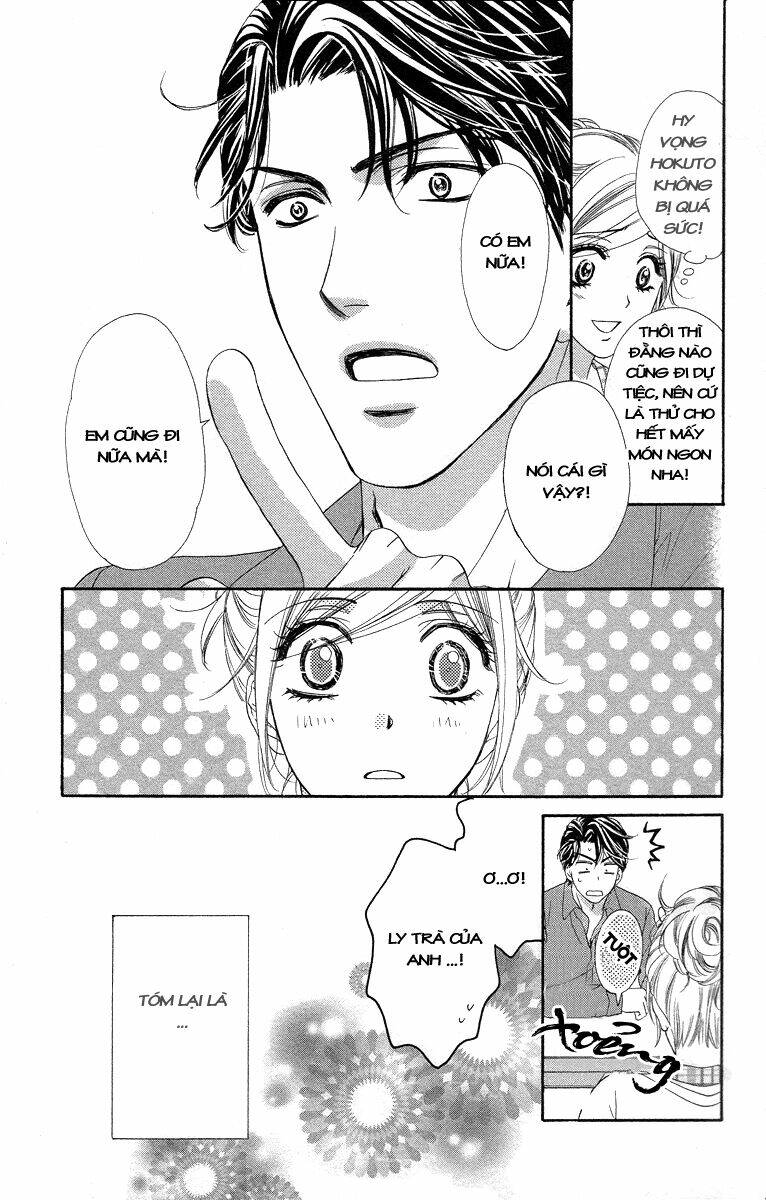 HY
VỌNG
HOKUTO
KHÔNG
BỊ QUÁ
SỨC!
THÔI THÌ
ĐẰNG NÀO
CŨNG ĐI DỰ
TIỆC, NÊN CỨ
LÀ THỬ CHO
HẾT MẤY
MÓN NGON
NHA!
CÓ EM
NỮA!
NÓI CÁI GÌ
VẬY?!
EM CŨNG ĐI
NỮA MÀ!
TUỘT
xoẻng
Ơ...Ơ!
LY TRÀ CỦA
ANH ...!
TÓM LẠI LÀ
...